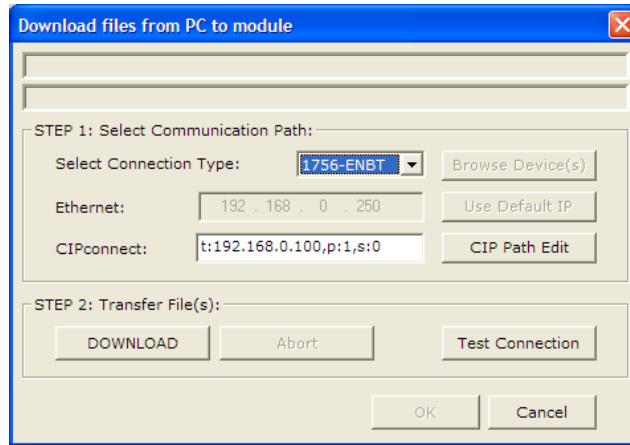 Download files from PC to module
STEP 1: Select Communication Path:
Select Connection Type: 1756-ENBT Browse Device(s)
Ethernet: 192 . 168 . 0 . 250 Use Default IP
CIPconnect: t:192.168.0.100,p:1,s:0 CIP Path Edit
STEP 2: Transfer File(s):
DOWNLOAD Abort Test Connection
OK Cancel